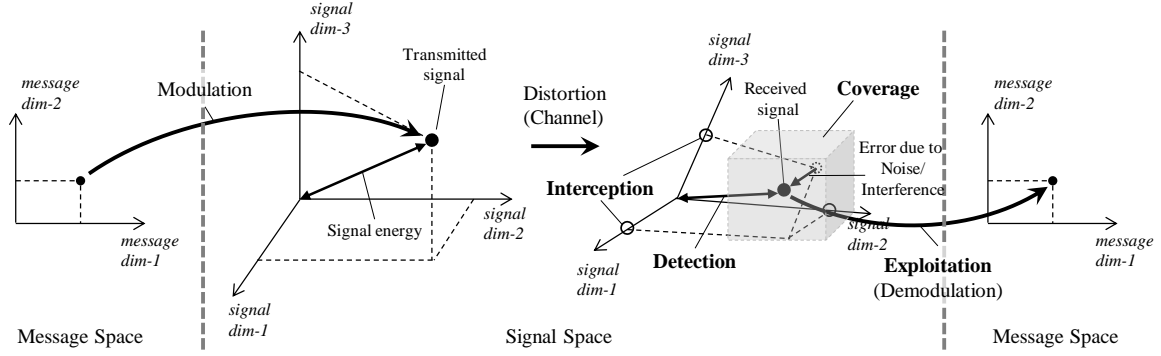 message
dim-2
message
dim-1
Message Space
Modulation
signal
dim-3
Transmitted
signal
Signal energy
signal
dim-2
signal
dim-1
Distortion
(Channel)
Signal Space
signal
dim-3
Received
signal
Coverage
Error due to
Noise/
Interference
Interception
signal
dim-2
signal
dim-1
Detection
Exploitation
(Demodulation)
message
dim-2
message
dim-1
Message Space